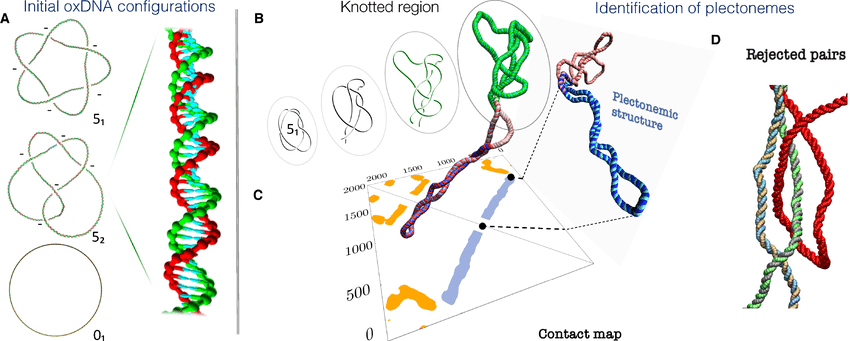 Initial oxDNA configurations
A
-
-
-
-
-
5₁
-
-
-
-
-
5₂
0₁
B
Knotted region
5₁
Identification of plectonemes
Plectonemic
structure
C
2000
1500
1000
0
2000
1500
1000
500
0
Contact map
D
Rejected pairs